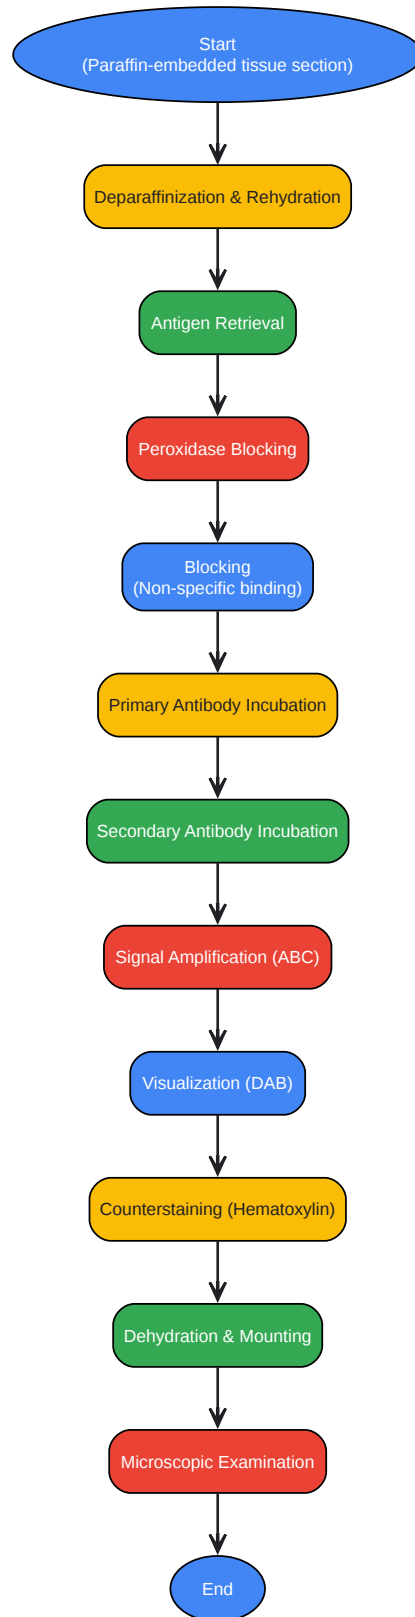 Start
(Paraffin-embedded tissue section)
Deparaffinization & Rehydration
Antigen Retrieval
Peroxidase Blocking
Blocking
(Non-specific binding)
Primary Antibody Incubation
Secondary Antibody Incubation
Signal Amplification (ABC)
Visualization (DAB)
Counterstaining (Hematoxylin)
Dehydration & Mounting
Microscopic Examination
End